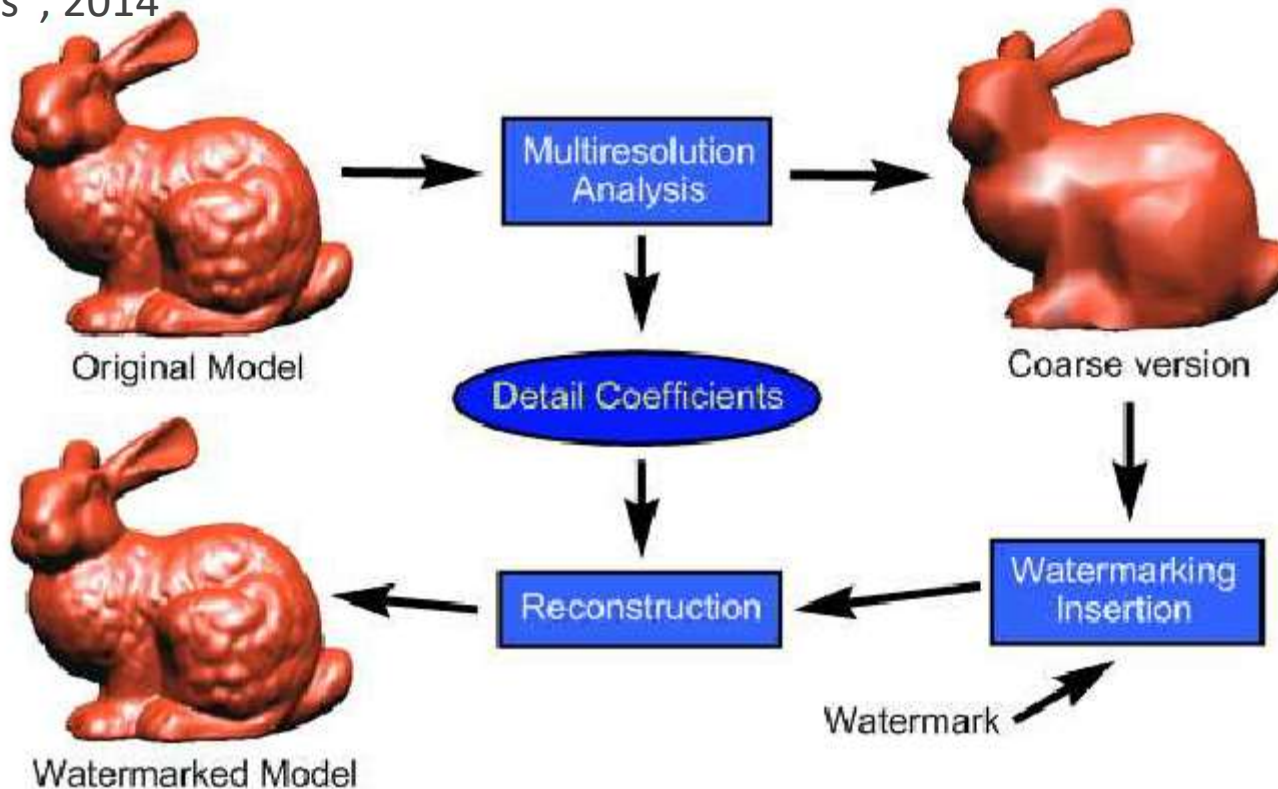 s", 2014
Multiresolution
Analysis
Original Model
Coarse version
Detail Coefficients
Watermarking
Insertion
Reconstruction
Watermark
Watermarked Model